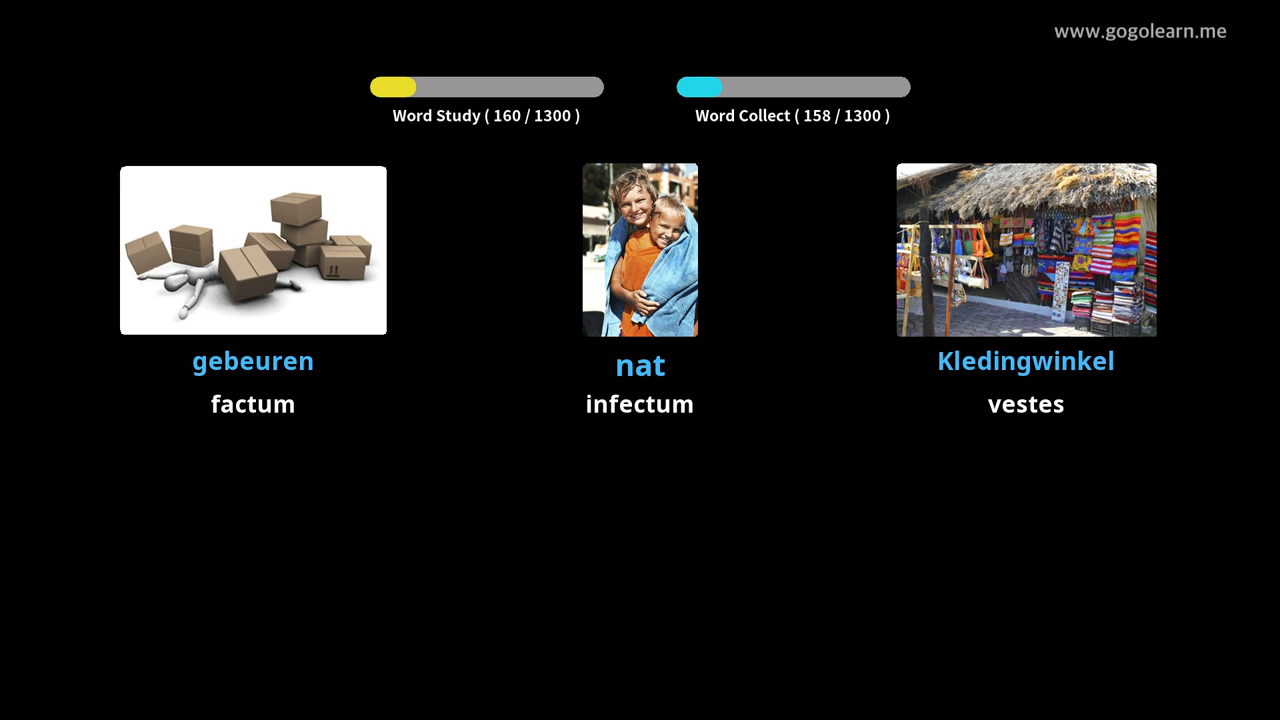 www.gogolearn.me
Word Study ( 160 / 1300 )
Word Collect ( 158 / 1300 )
gebeuren
nat
Kledingwinkel
factum
infectum
vestes